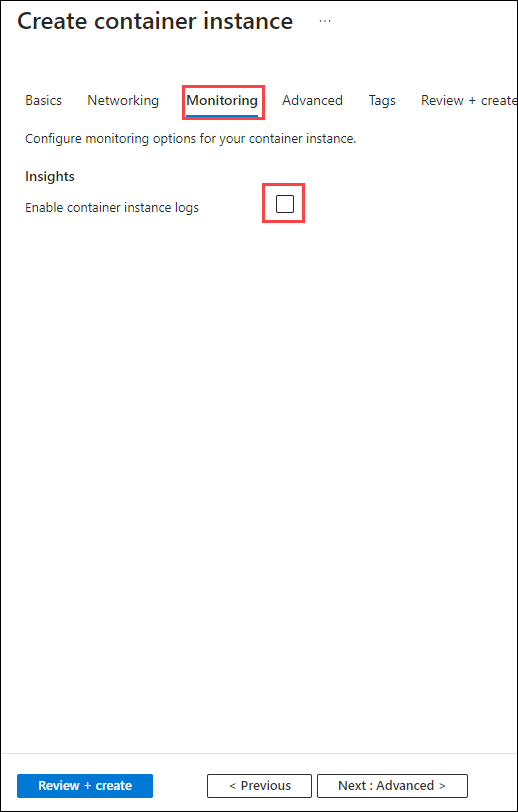 Create container instance ...
Basics Networking Monitoring Advanced Tags Review + create
Configure monitoring options for your container instance.
Insights
Enable container instance logs
Review + create < Previous Next : Advanced >